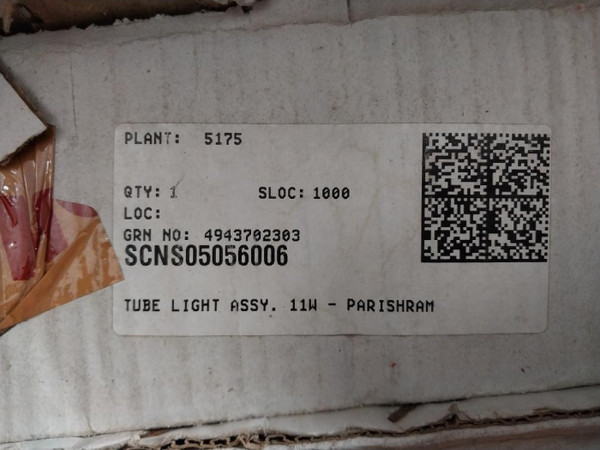 PLANT: 5175
QTY: 1 SLOC: 1000
LOC:
GRN NO: 4943702303
SCNS05056006
TUBE LIGHT ASSY. 11W - PARISHRAM